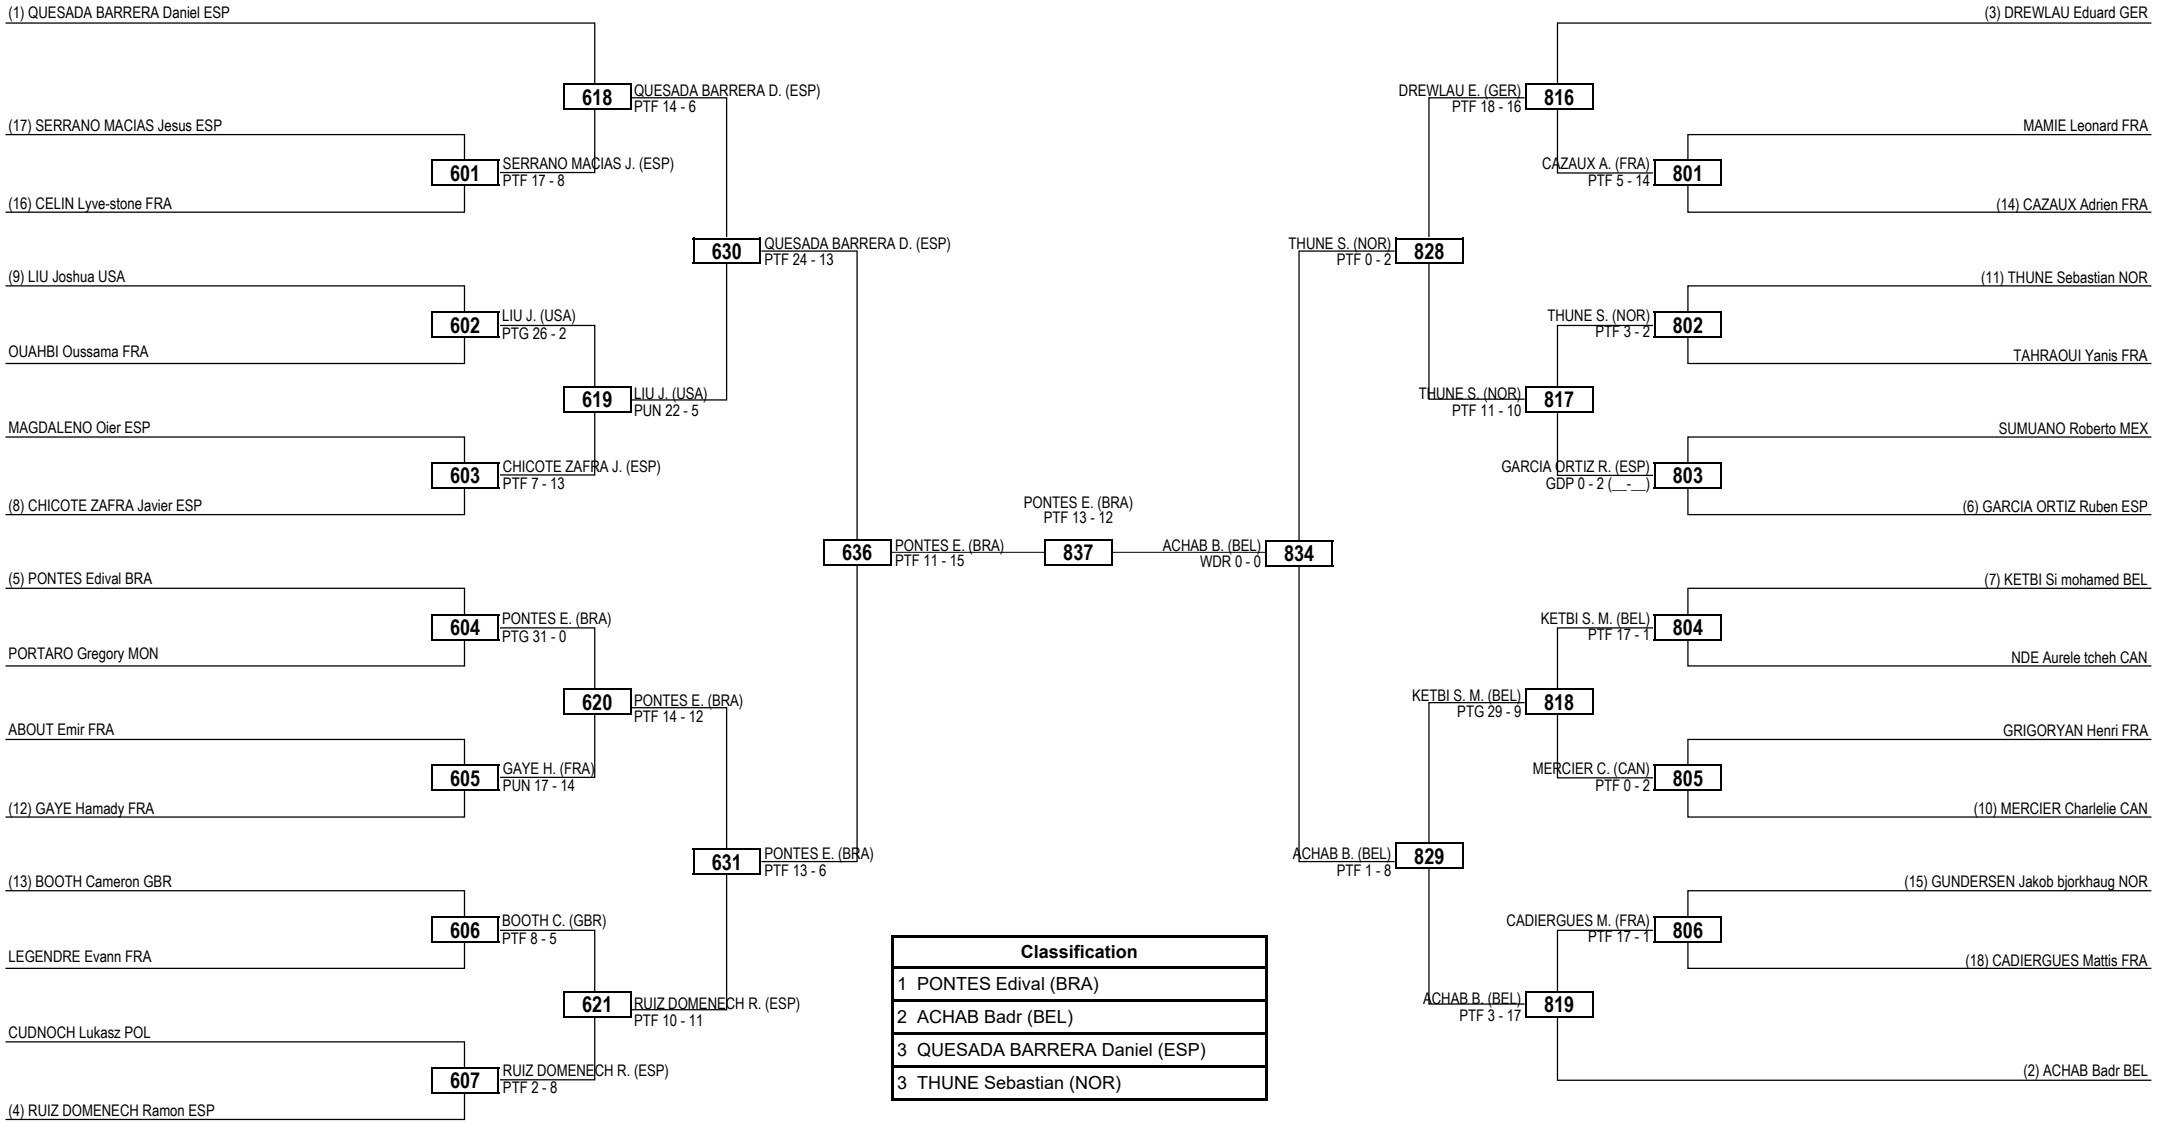 (1) QUESADA BARRERA Daniel ESP
(17) SERRANO MACIAS Jesus ESP
(16) CELIN Lyve-stone FRA
(9) LIU Joshua USA
OUAHBI Oussama FRA
MAGDALENO Oier ESP
(8) CHICOTE ZAFRA Javier ESP
(5) PONTES Edival BRA
PORTARO Gregory MON
ABOUT Emir FRA
(12) GAYE Hamady FRA
(13) BOOTH Cameron GBR
LEGENDRE Evann FRA
CUDNOCH Lukasz POL
(4) RUIZ DOMENECH Ramon ESP
601
SERRANO MACIAS J. (ESP)
PTF 17 - 8
602
LIU J. (USA)
PTG 26 - 2
603
CHICOTE ZAFRA J. (ESP)
PTF 7 - 13
604
PONTES E. (BRA)
PTG 31 - 0
605
GAYE H. (FRA)
PUN 17 - 14
606
BOOTH C. (GBR)
PTF 8 - 5
607
RUIZ DOMENECH R. (ESP)
PTF 2 - 8
618
QUESADA BARRERA D. (ESP)
PTF 14 - 6
619
LIU J. (USA)
PUN 22 - 5
620
PONTES E. (BRA)
PTF 14 - 12
621
RUIZ DOMENECH R. (ESP)
PTF 10 - 11
630
QUESADA BARRERA D. (ESP)
PTF 24 - 13
631
PONTES E. (BRA)
PTF 13 - 6
636
PONTES E. (BRA)
PTF 11 - 15
PONTES E. (BRA)
PTF 13 - 12
837
ACHAB B. (BEL)
WDR 0 - 0
834
THUNE S. (NOR)
PTF 0 - 2
828
ACHAB B. (BEL)
PTF 1 - 8
829
DREWLAU E. (GER)
PTF 18 - 16
816
THUNE S. (NOR)
PTF 11 - 10
817
KETBI S. M. (BEL)
PTG 29 - 9
818
ACHAB B. (BEL)
PTF 3 - 17
819
CAZAUX A. (FRA)
PTF 5 - 14
801
THUNE S. (NOR)
PTF 3 - 2
802
GARCIA ORTIZ R. (ESP)
GDP 0 - 2 (__-__)
803
KETBI S. M. (BEL)
PTF 17 - 1
804
MERCIER C. (CAN)
PTF 0 - 2
805
CADIERGUES M. (FRA)
PTF 17 - 1
806
(3) DREWLAU Eduard GER
MAMIE Leonard FRA
(14) CAZAUX Adrien FRA
(11) THUNE Sebastian NOR
TAHRAOUI Yanis FRA
SUMUANO Roberto MEX
(6) GARCIA ORTIZ Ruben ESP
(7) KETBI Si mohamed BEL
NDE Aurele tcheh CAN
GRIGORYAN Henri FRA
(10) MERCIER Charlelie CAN
(15) GUNDERSEN Jakob bjorkhaug NOR
(18) CADIERGUES Mattis FRA
(2) ACHAB Badr BEL
Classification
1 PONTES Edival (BRA)
2 ACHAB Badr (BEL)
3 QUESADA BARRERA Daniel (ESP)
3 THUNE Sebastian (NOR)